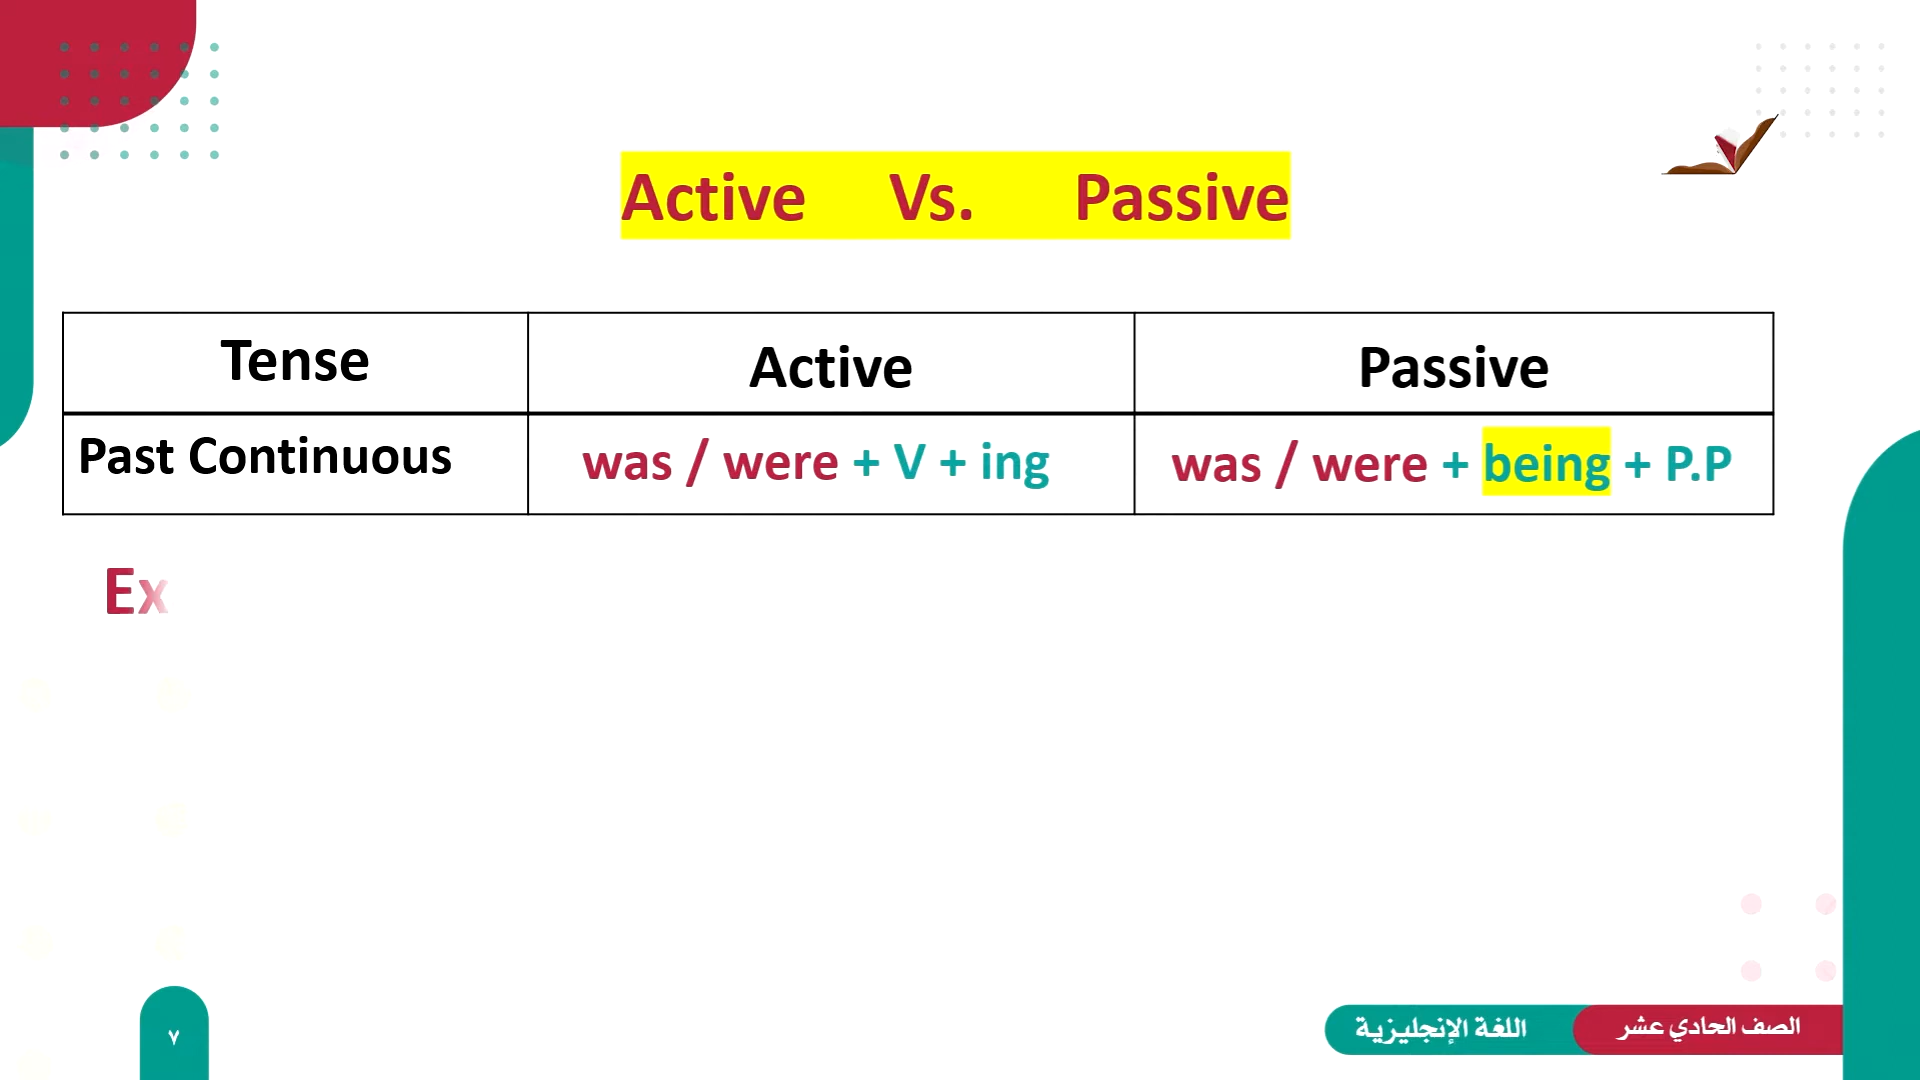 Active Vs. Passive
Tense Active Passive
Past Continuous was / were + V + ing was / were + being + P.P
Ex
٧
اللغة الإنجليزية
الصف الحادي عشر